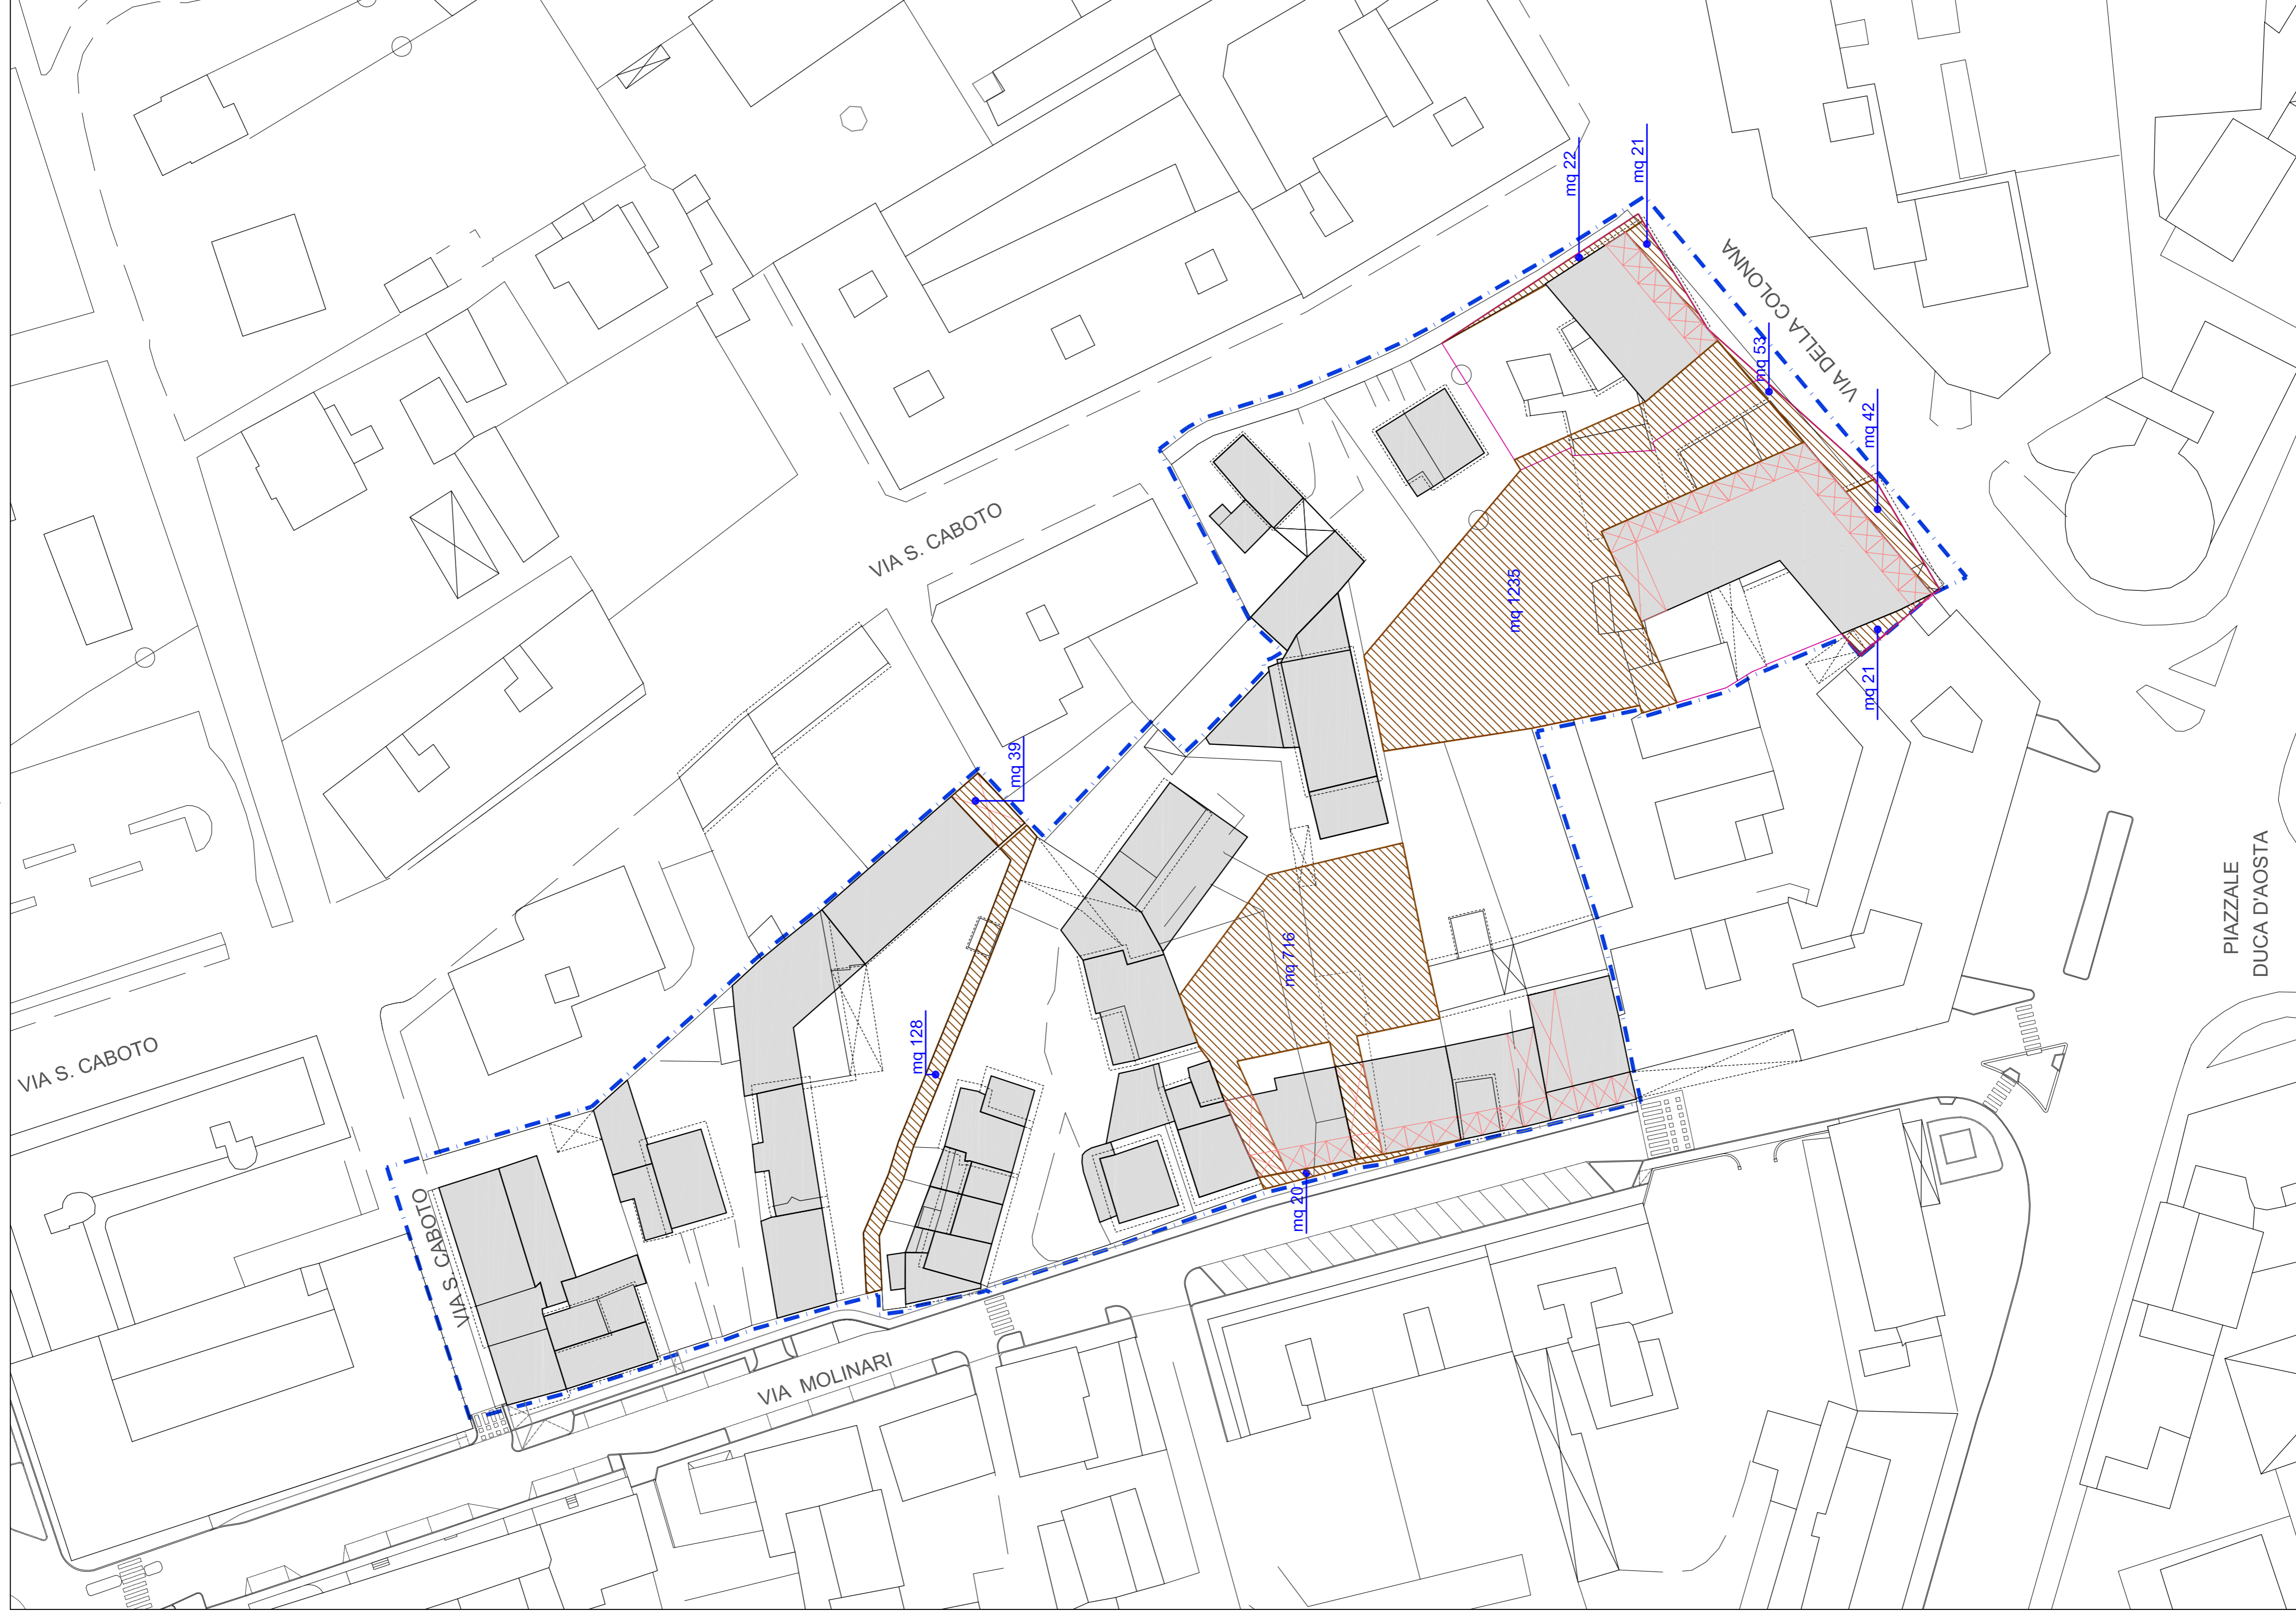 mq 22
mq 21
VIA DELLA COLONNA
mq 53
mq 42
VIA S. CABOTO
mq 1235
mq 21
mq 39
PIAZZALE
DUCA D'AOSTA
mq 716
VIA S. CABOTO
mq 128
mq 20
VIA S. CABOTO
VIA MOLINARI